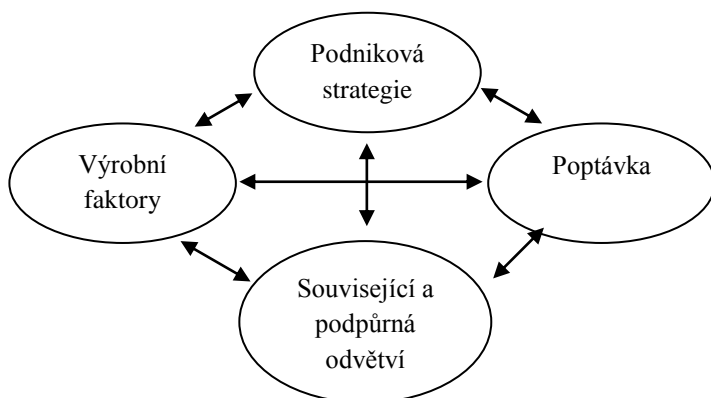 Podniková
strategie
Výrobní
faktory
Poptávka
Související a
podpůrná
odvětví